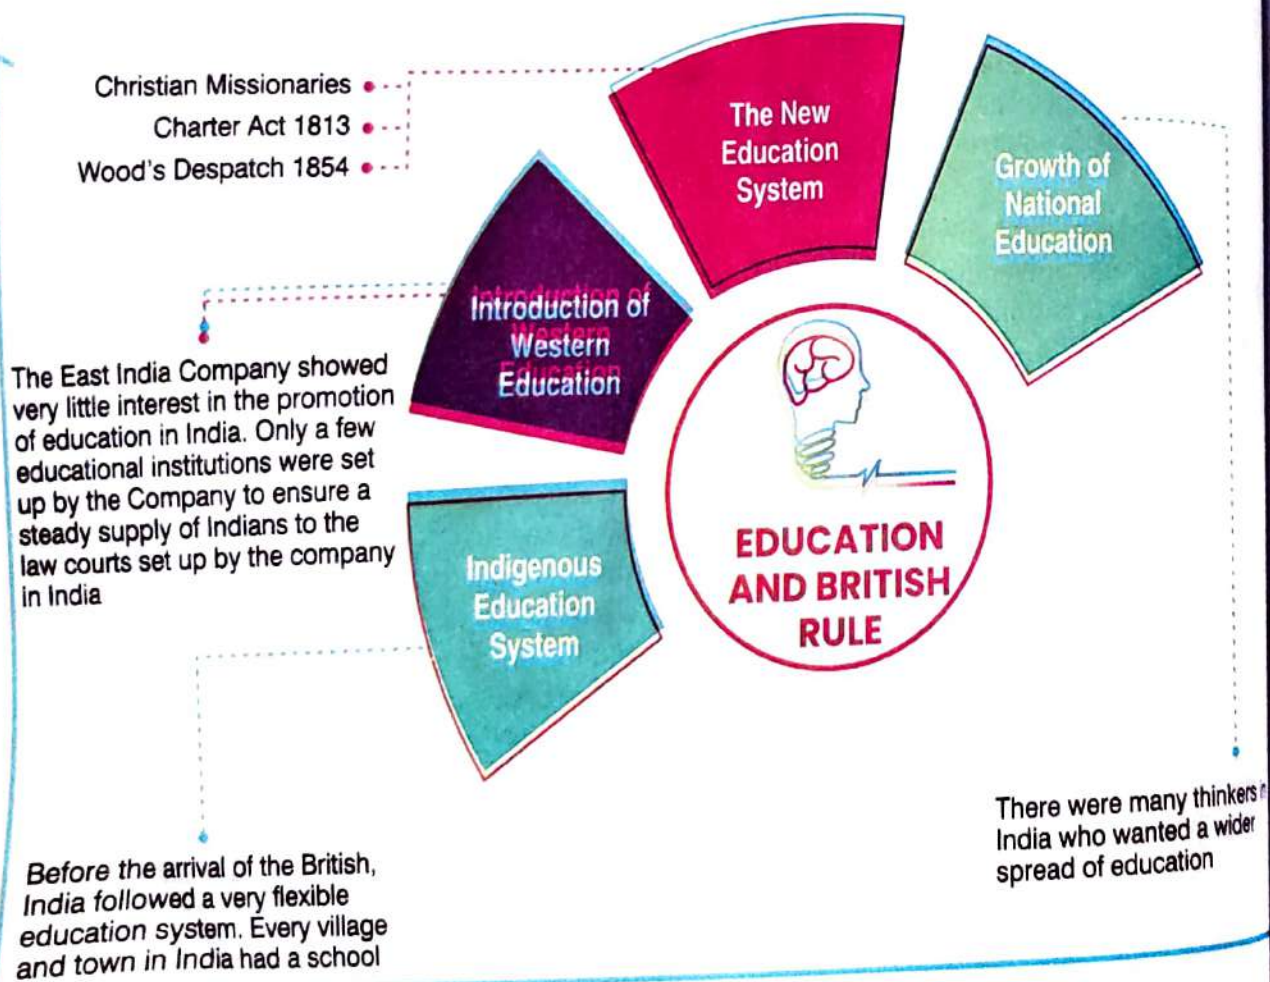 Christian Missionaries
Charter Act 1813
Wood's Despatch 1854
The New
Education
System
Growth of
National
Education
Introduction of
Western
Education
The East India Company showed
very little interest in the promotion
of education in India. Only a few
educational institutions were set
up by the Company to ensure a
steady supply of Indians to the
law courts set up by the company
in India
Indigenous
Education
System
EDUCATION
AND BRITISH
RULE
Before the arrival of the British,
India followed a very flexible
education system. Every village
and town in India had a school
There were many thinkers
India who wanted a wider
spread of education